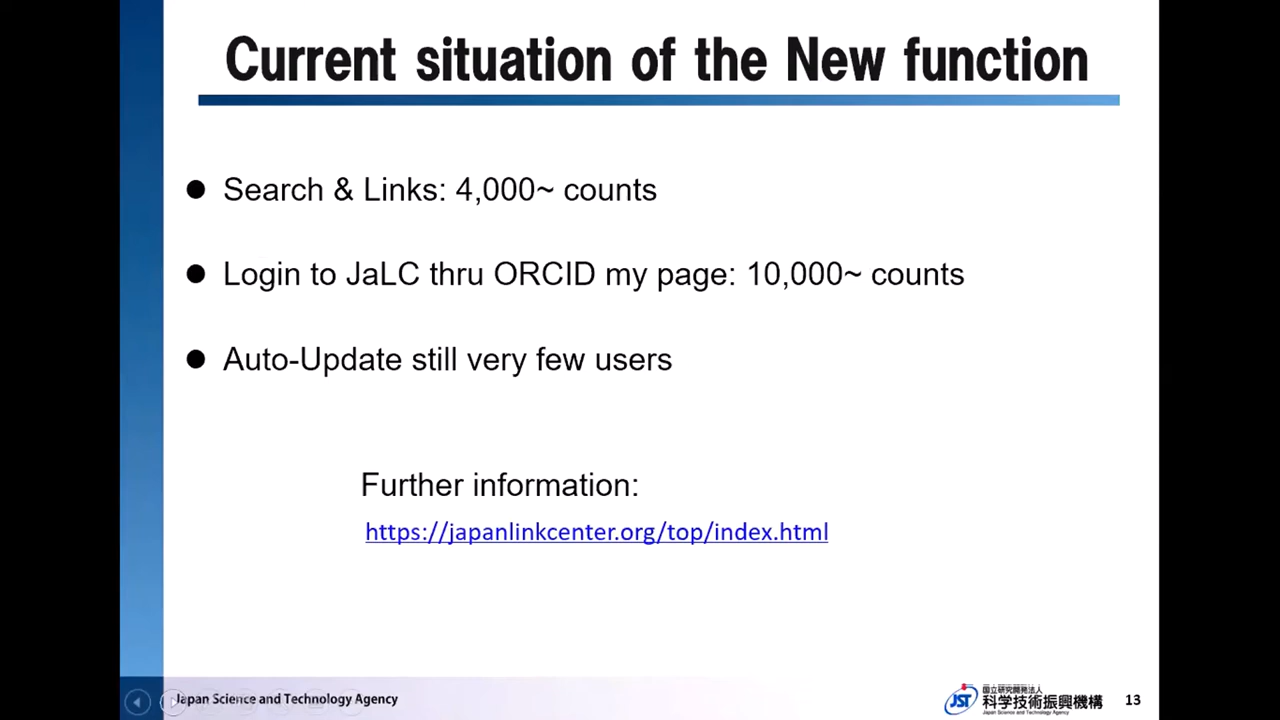 Current situation of the New function
● Search & Links: 4,000~ counts
● Login to JaLC thru ORCID my page: 10,000~ counts
● Auto-Update still very few users
Further information:
https://japanlinkcenter.org/top/index.html
Japan Science and Technology Agency
JST
国立研究開発法人
科学技術振興機構
Japan Science and Technology Agency
13